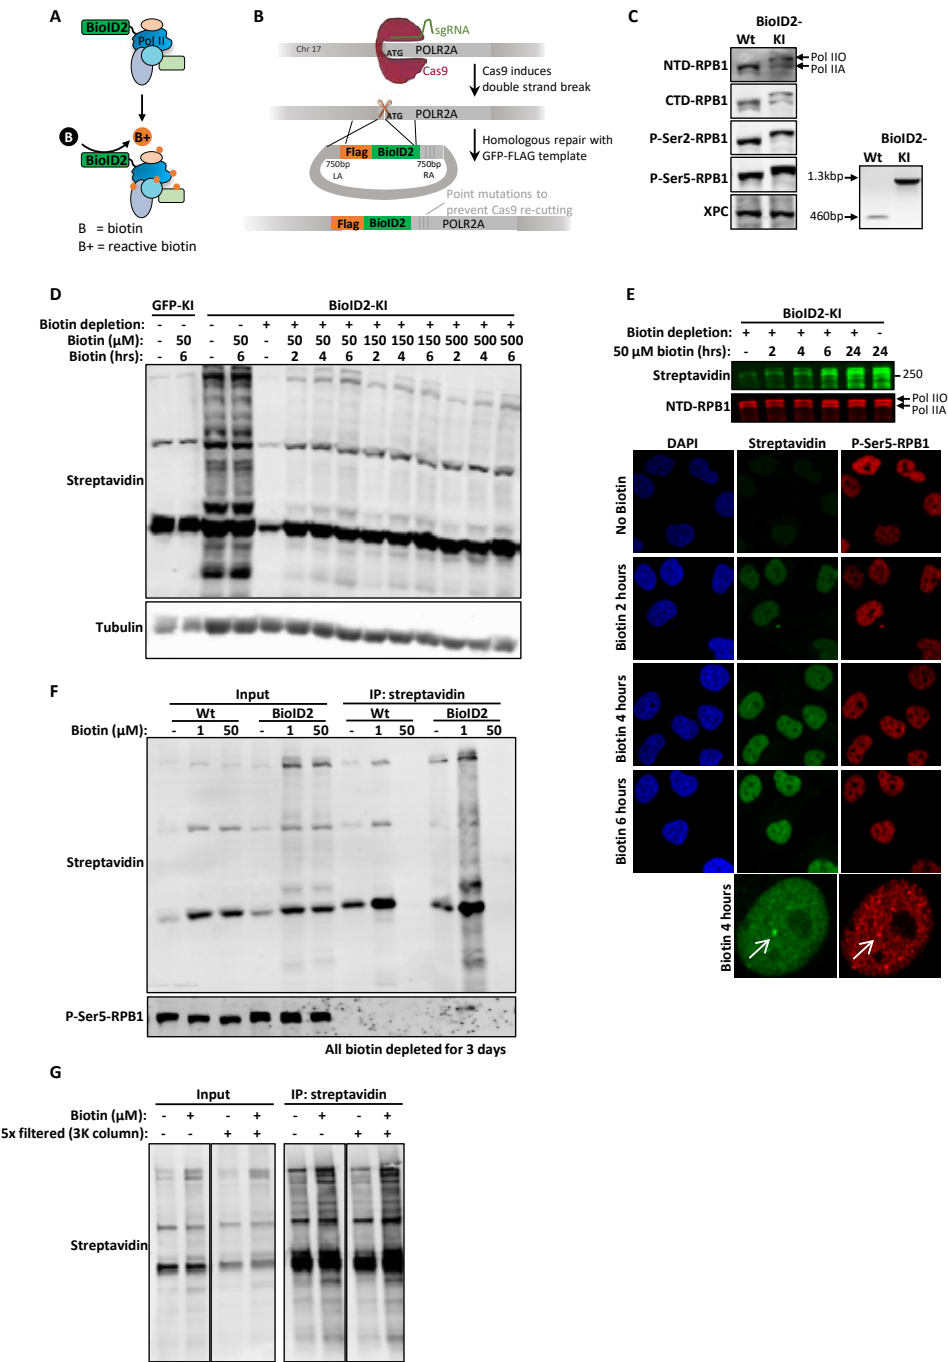 A
BioID2
Pol II
B
B+
BioID2
B = biotin
B+ = reactive biotin
B
sgRNA
Chr 17
ATG
POLR2A
Cas9
Cas9 induces
double strand break
ATG
POLR2A
Homologous repair with
GFP-FLAG template
Flag
BioID2
750bp
LA
750bp
RA
Point mutations to
prevent Cas9 re-cutting
Flag
BioID2
POLR2A
C
BioID2-
Wt KI
NTD-RPB1
Pol IIO
Pol IIA
CTD-RPB1
P-Ser2-RPB1
P-Ser5-RPB1
XPC
BioID2-
Wt KI
1.3kbp
460bp
D
GFP-KI BioID2-KI
Biotin depletion: - - - - + + + + + + + + + +
Biotin (µM): - 50 - 50 - 50 50 50 150 150 150 500 500 500
Biotin (hrs): - 6 - 6 - 2 4 6 2 4 6 2 4 6
Streptavidin
Tubulin
E
BioID2-KI
Biotin depletion: + + + + + -
50 µM biotin (hrs): - 2 4 6 24 24
Streptavidin
250
NTD-RPB1
Pol IIO
Pol IIA
DAPI Streptavidin P-Ser5-RPB1
No Biotin
Biotin 2 hours
Biotin 4 hours
Biotin 6 hours
Biotin 4 hours
F
Input IP: streptavidin
Wt BioID2 Wt BioID2
Biotin (µM): - 1 50 - 1 50 - 1 50 - 1 50
Streptavidin
P-Ser5-RPB1
All biotin depleted for 3 days
G
Input IP: streptavidin
Biotin (µM): - + - + - + - +
5x filtered (3K column): - - + + - - + +
Streptavidin